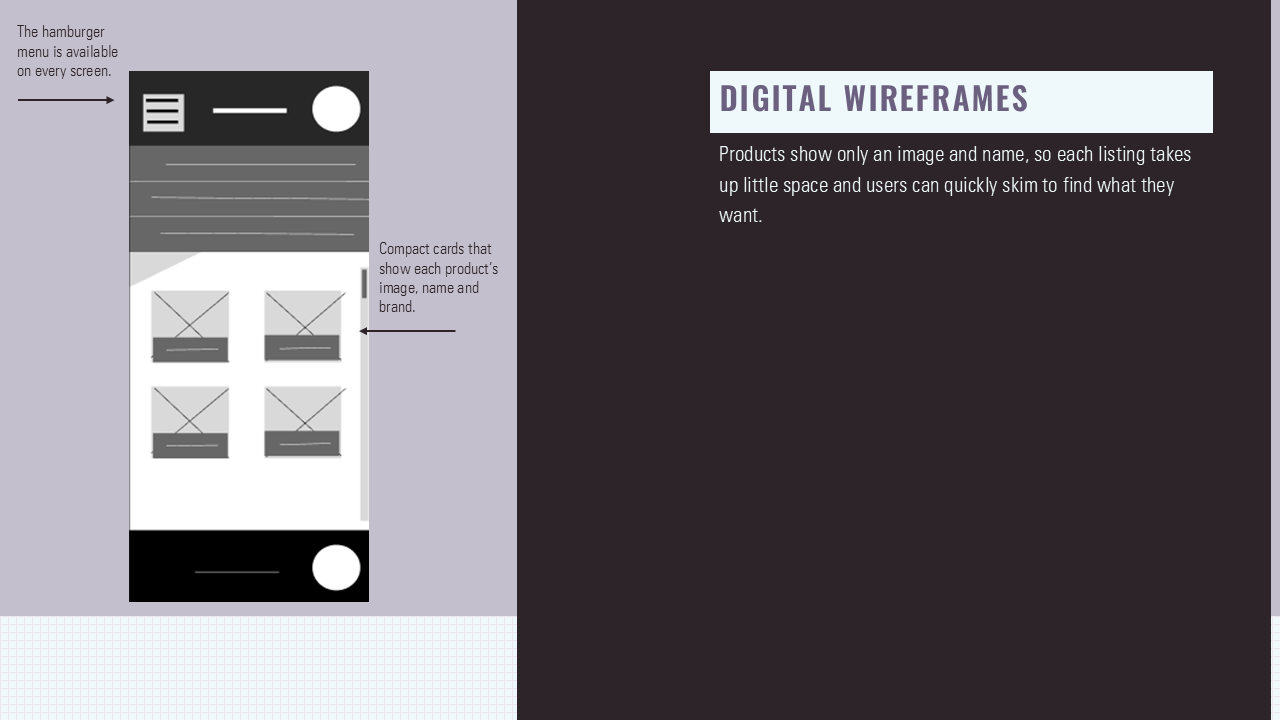 The hamburger
menu is available
on every screen.
DIGITAL WIREFRAMES
Products show only an image and name, so each listing takes
up little space and users can quickly skim to find what they
want.
Compact cards that
show each product's
image, name and
brand.